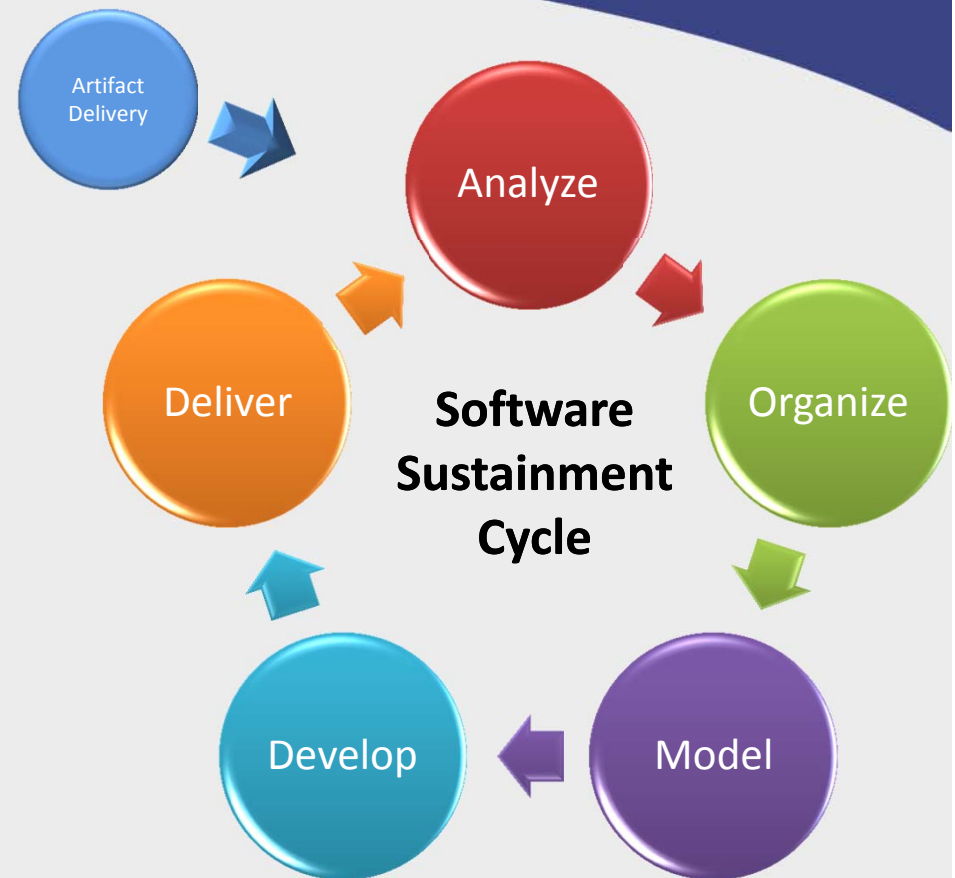 Artifact
Delivery
Analyze
Organize
Model
Develop
Deliver
Software
Sustainment
Cycle